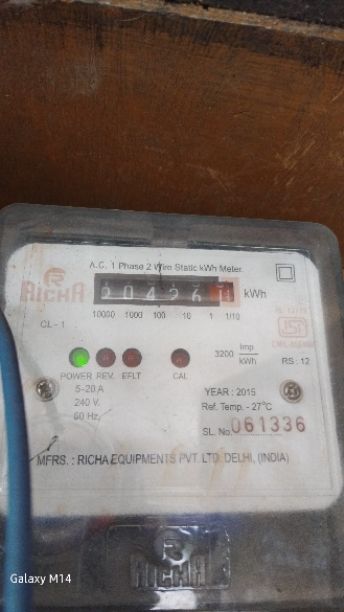 A.C. 1 Phase 2 Wire Static kWh Meter
RICHA
kWh
10000 1000 100 10 1 1/10
CL - 1
3200 Imp kWh
RS : 12
POWER REV. EFLT CAL
5-20 A
240 V.
YEAR : 2015
Ref. Temp. - 27°C
SL. No. 061336
MFRS. : RICHA EQUIPMENTS PVT. LTD. DELHI, (INDIA)
RICHA
Galaxy M14